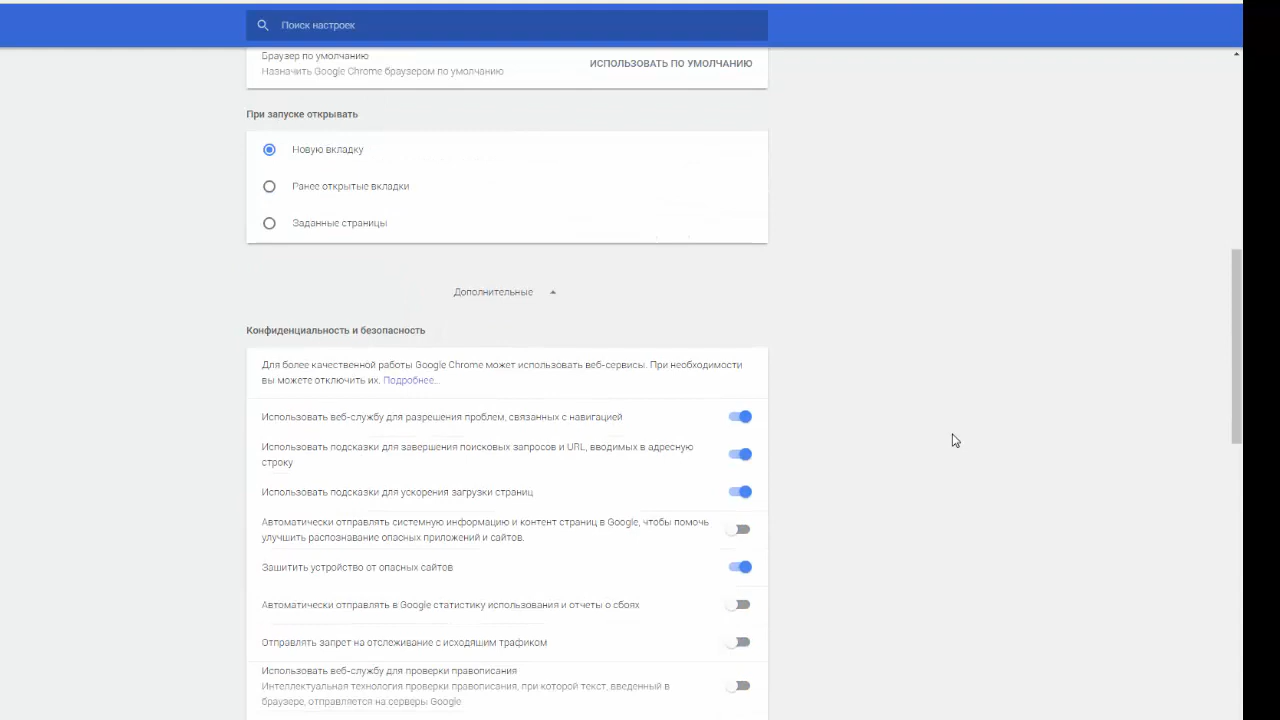 Поиск настроек
Браузер по умолчанию
Назначить Google Chrome браузером по умолчанию
ИСПОЛЬЗОВАТЬ ПО УМОЛЧАНИЮ
При запуске открывать
Новую вкладку
Ранее открытые вкладки
Заданные страницы
Дополнительные
Конфиденциальность и безопасность
Для более качественной работы Google Chrome может использовать веб-сервисы. При необходимости
вы можете отключить их. Подробнее...
Использовать веб-службу для разрешения проблем, связанных с навигацией
Использовать подсказки для завершения поисковых запросов и URL, вводимых в адресную
строку
Использовать подсказки для ускорения загрузки страниц
Автоматически отправлять системную информацию и контент страниц в Google, чтобы помочь
улучшить распознавание опасных приложений и сайтов.
Защитить устройство от опасных сайтов
Автоматически отправлять в Google статистику использования и отчеты о сбоях
Отправлять запрет на отслеживание с исходящим трафиком
Использовать веб-службу для проверки правописания
Интеллектуальная технология проверки правописания, при которой текст, введенный в
браузере, отправляется на серверы Google